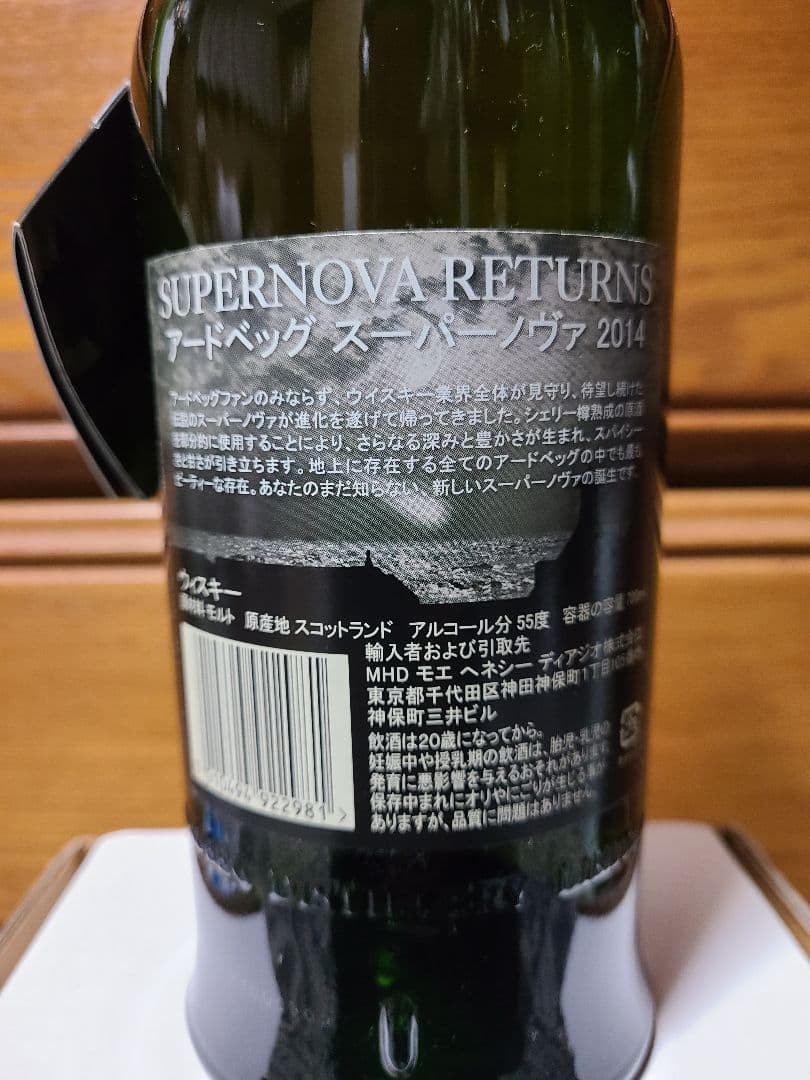 SUPERNOVA RETURNS
アードベッグ スーパーノヴァ 2014
アードベッグファンのみならず、ウイスキー業界全体が見守り、待望し続けた
のスーパーノヴァが進化を遂げて帰ってきました。シェリー樽熟成の原酒
を部分的に使用することにより、さらなる深みと豊かさが生まれ、スパイシー
さと甘さが引き立ちます。地上に存在する全てのアードベッグの中でも最も
ピーティーな存在。あなたのまだ知らない、新しいスーパーノヴァの誕生です。
ウィスキー
原材料 モルト 原産地 スコットランド アルコール分 55度 容器の容量 700ml
輸入者および引取先
MHD モエ ヘネシー ディアジオ株式会社
東京都千代田区神田神保町1丁目105番地
神保町三井ビル
飲酒は20歳になってから。
妊娠中や授乳期の飲酒は、胎児・乳児の
発育に悪影響を与えるおそれがあります。
保存中まれにオリやにごりが生じる事が
ありますが、品質に問題はありません。
494 922981 >